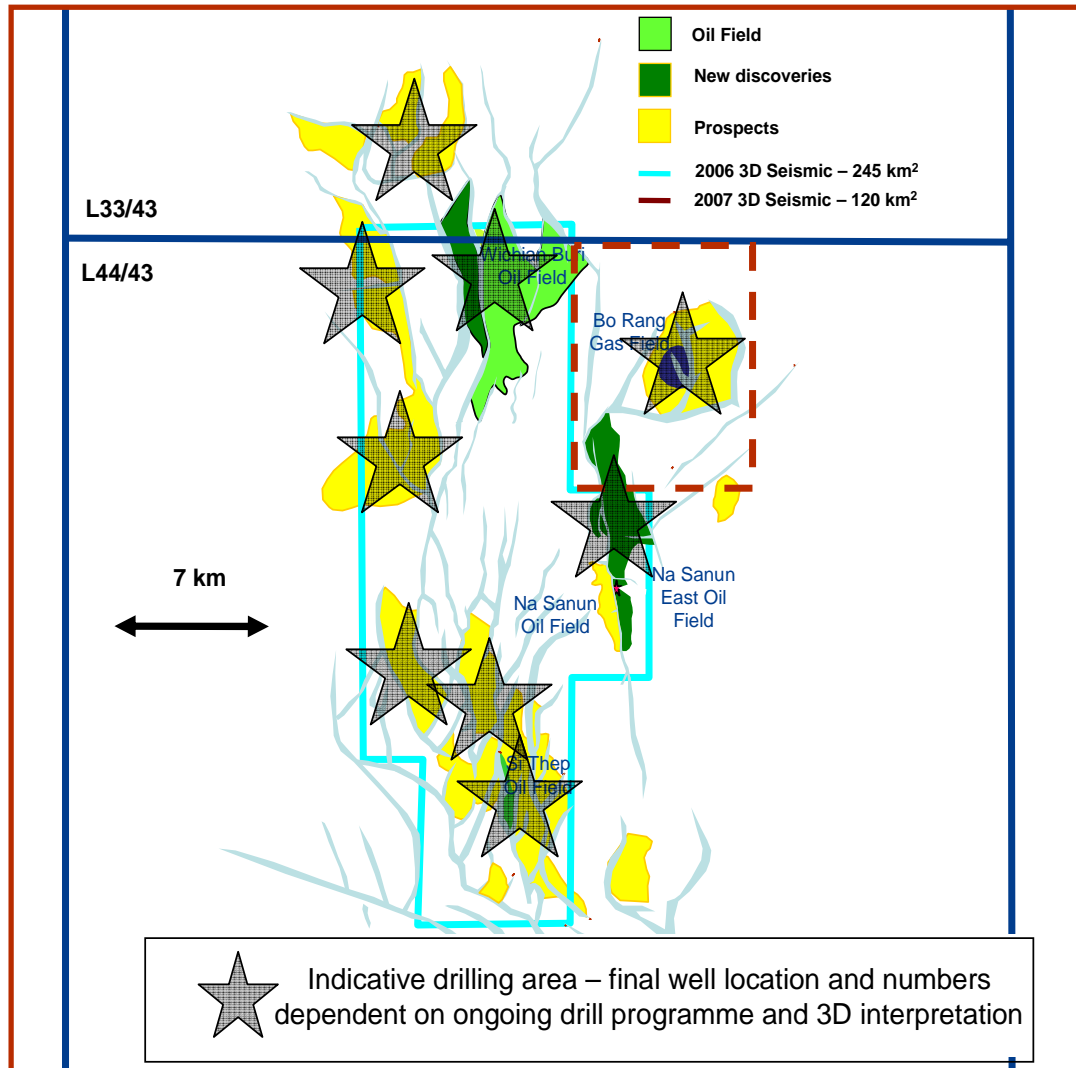 Oil Field
New discoveries
Prospects
2006 3D Seismic – 245 km²
2007 3D Seismic – 120 km²
L33/43
L44/43
Wichian Buri
Oil Field
Bo Rang
Gas Field
7 km
Na Sanun
Oil Field
Na Sanun
East Oil
Field
Si Thep
Oil Field
Indicative drilling area – final well location and numbers
dependent on ongoing drill programme and 3D interpretation